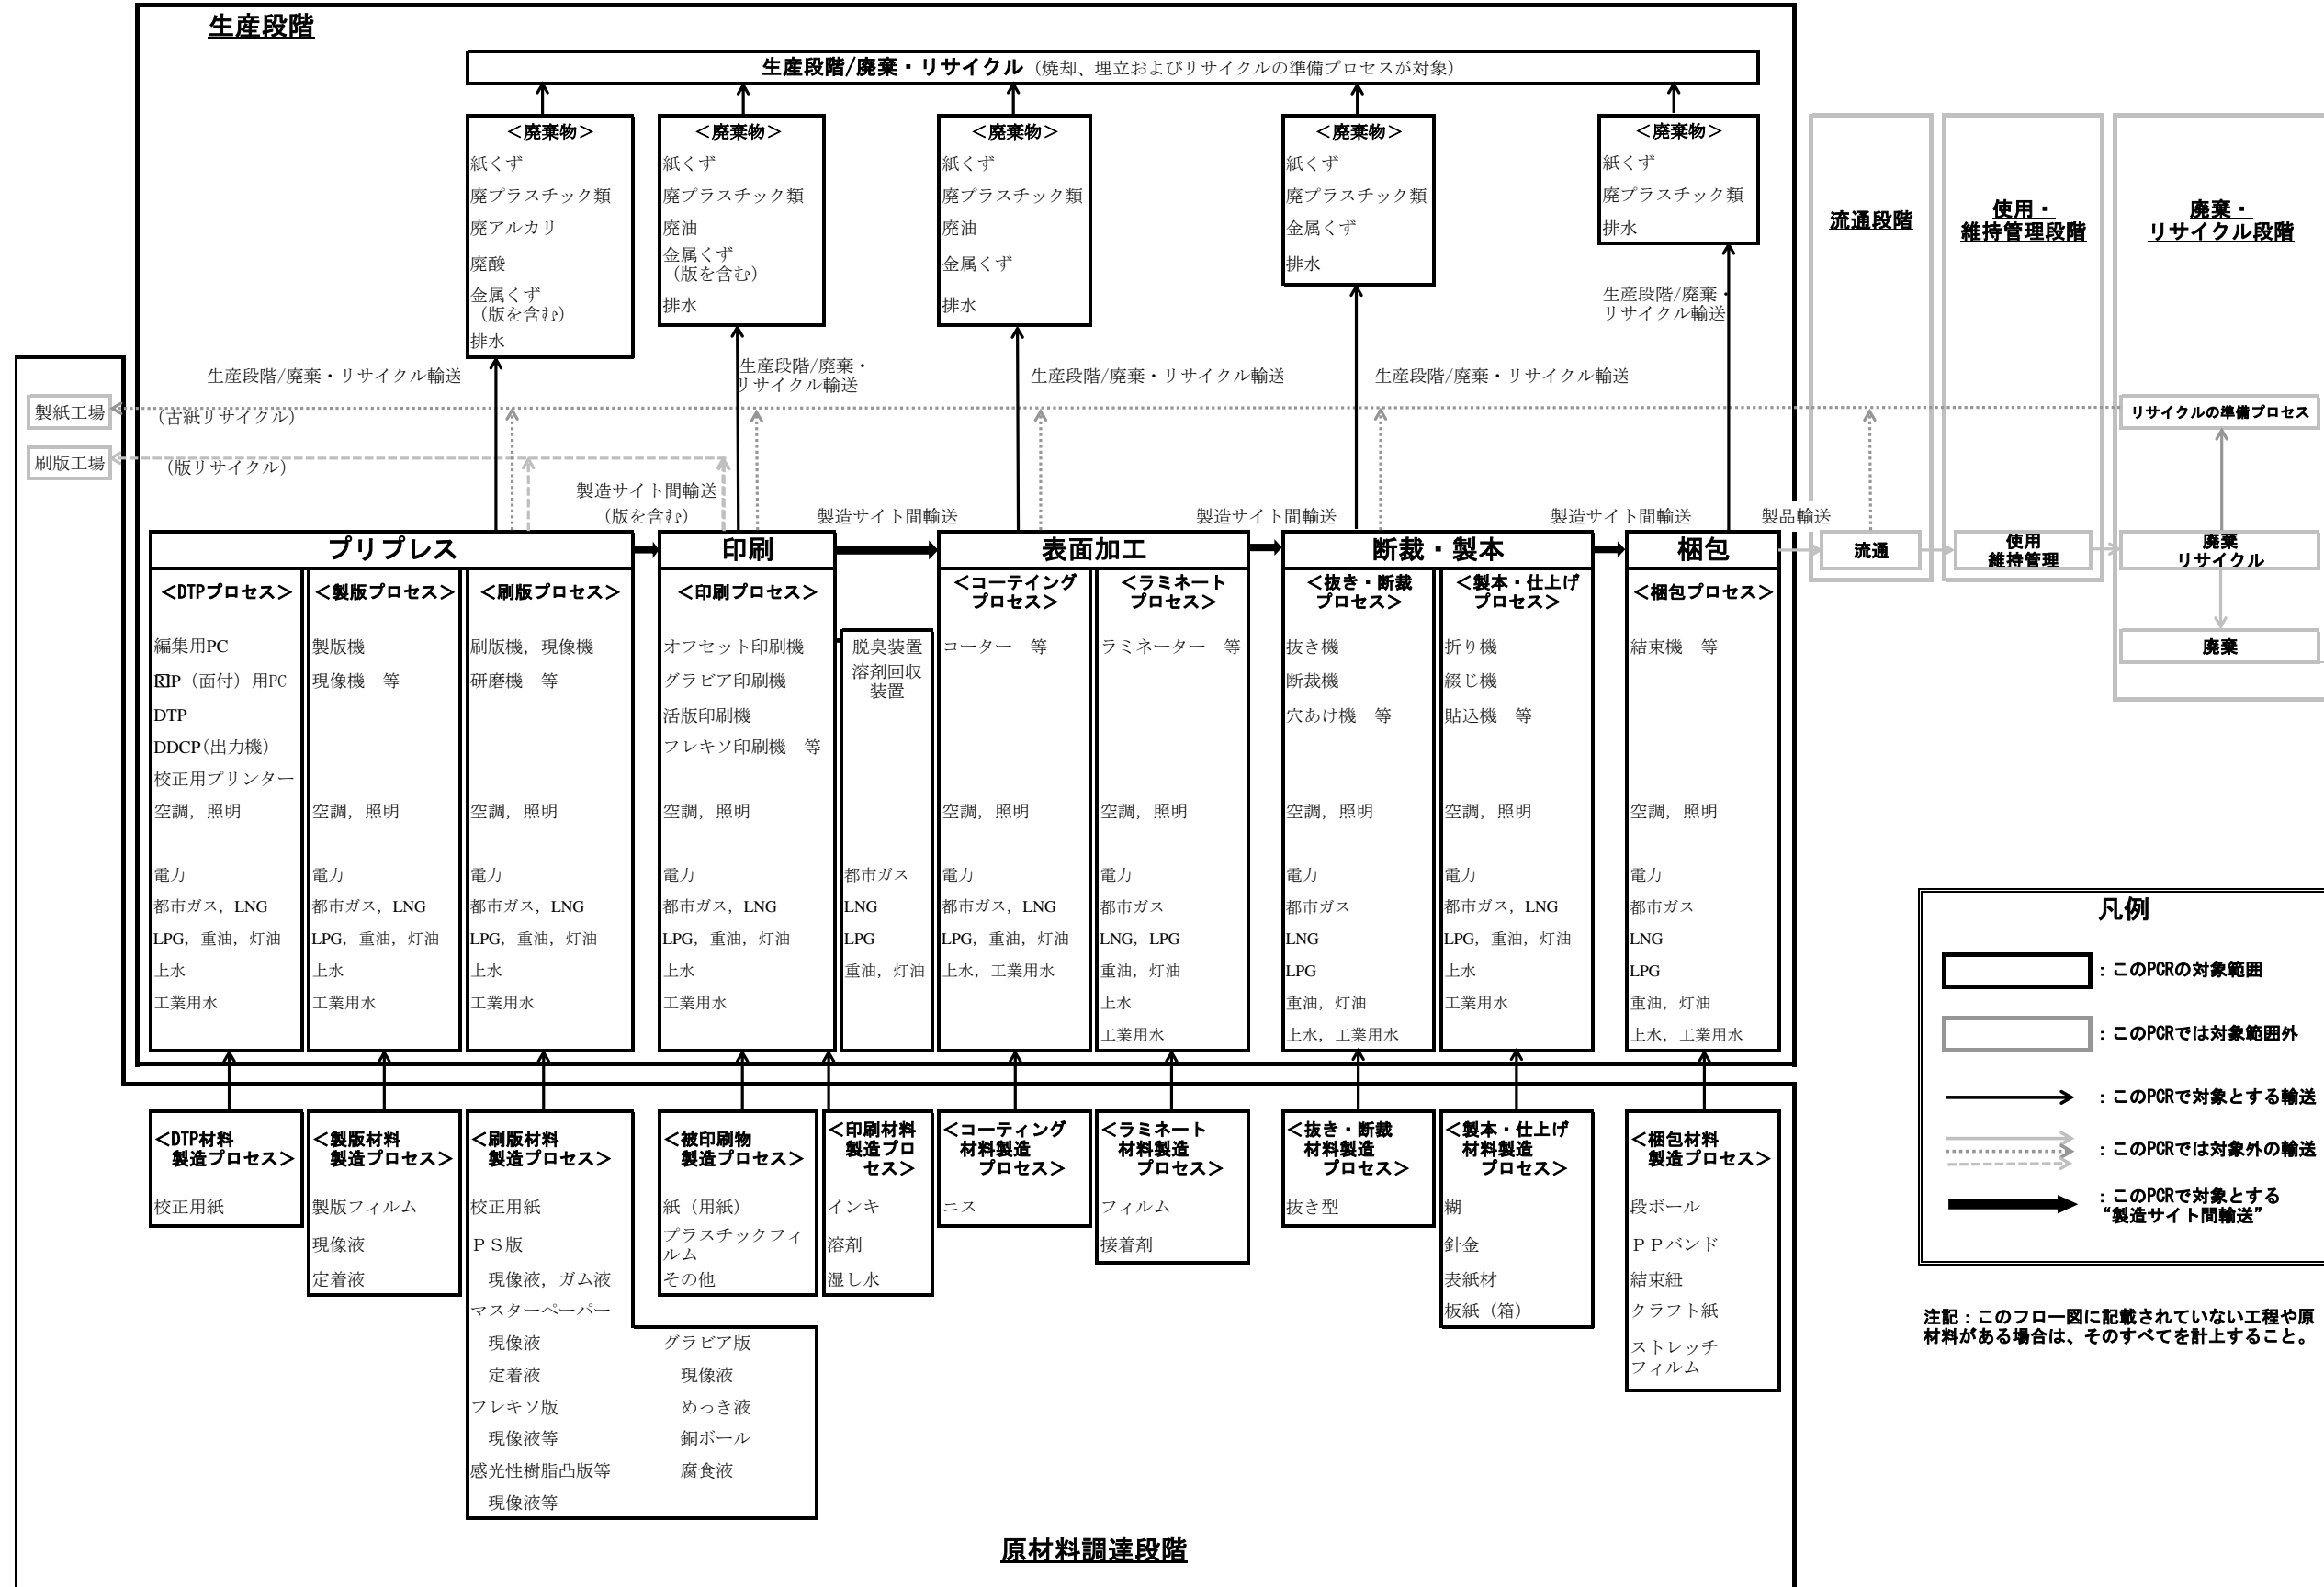 生産段階
生産段階/廃棄・リサイクル（焼却、埋立およびリサイクルの準備プロセスが対象）
＜廃棄物＞
紙くず
廃プラスチック類
廃アルカリ
廃酸
金属くず
（版を含む）
排水
＜廃棄物＞
紙くず
廃プラスチック類
廃油
金属くず
（版を含む）
排水
＜廃棄物＞
紙くず
廃プラスチック類
廃油
金属くず
排水
＜廃棄物＞
紙くず
廃プラスチック類
金属くず
排水
＜廃棄物＞
紙くず
廃プラスチック類
排水
流通段階
使用・
維持管理段階
廃棄・
リサイクル段階
生産段階/廃棄・リサイクル輸送
生産段階/廃棄・
リサイクル輸送
生産段階/廃棄・リサイクル輸送
生産段階/廃棄・リサイクル輸送
生産段階/廃棄・
リサイクル輸送
製紙工場
（古紙リサイクル）
リサイクルの準備プロセス
刷版工場
（版リサイクル）
製造サイト間輸送
（版を含む）
製造サイト間輸送
製造サイト間輸送
製造サイト間輸送
製品輸送
プリプレス
印刷
表面加工
断裁・製本
梱包
流通
使用
維持管理
廃棄
リサイクル
廃棄
＜DTPプロセス＞
編集用PC
RIP（面付）用PC
DTP
DDCP（出力機）
校正用プリンター
空調，照明
電力
都市ガス，LNG
LPG，重油，灯油
上水
工業用水
＜製版プロセス＞
製版機
現像機　等
空調，照明
電力
都市ガス，LNG
LPG，重油，灯油
上水
工業用水
＜刷版プロセス＞
刷版機，現像機
研磨機　等
空調，照明
電力
都市ガス，LNG
LPG，重油，灯油
上水
工業用水
＜印刷プロセス＞
オフセット印刷機
グラビア印刷機
活版印刷機
フレキソ印刷機　等
空調，照明
電力
都市ガス，LNG
LPG，重油，灯油
上水
工業用水
脱臭装置
溶剤回収
装置
都市ガス
LNG
LPG
重油，灯油
＜コーテイング
プロセス＞
コーター　等
空調，照明
電力
都市ガス，LNG
LPG，重油，灯油
上水，工業用水
＜ラミネート
プロセス＞
ラミネーター　等
空調，照明
電力
都市ガス
LNG，LPG
重油，灯油
上水
工業用水
＜抜き・断裁
プロセス＞
抜き機
断裁機
穴あけ機　等
空調，照明
電力
都市ガス
LNG
LPG
重油，灯油
上水，工業用水
＜製本・仕上げ
プロセス＞
折り機
綴じ機
貼込機　等
空調，照明
電力
都市ガス，LNG
LPG，重油，灯油
上水
工業用水
＜梱包プロセス＞
結束機　等
空調，照明
電力
都市ガス
LNG
LPG
重油，灯油
上水，工業用水
＜DTP材料
製造プロセス＞
校正用紙
＜製版材料
製造プロセス＞
製版フィルム
現像液
定着液
＜刷版材料
製造プロセス＞
校正用紙
ＰＳ版
現像液，ガム液
マスターペーパー
現像液
定着液
フレキソ版
現像液等
感光性樹脂凸版等
現像液等
グラビア版
現像液
めっき液
銅ボール
腐食液
＜被印刷物
製造プロセス＞
紙（用紙）
プラスチックフィ
ルム
その他
＜印刷材料
製造プロ
セス＞
インキ
溶剤
湿し水
＜コーティング
材料製造
プロセス＞
ニス
＜ラミネート
材料製造
プロセス＞
フィルム
接着剤
＜抜き・断裁
材料製造
プロセス＞
抜き型
＜製本・仕上げ
材料製造
プロセス＞
糊
針金
表紙材
板紙（箱）
＜梱包材料
製造プロセス＞
段ボール
ＰＰバンド
結束紐
クラフト紙
ストレッチ
フィルム
原材料調達段階
凡例
：このPCRの対象範囲
：このPCRでは対象範囲外
：このPCRで対象とする輸送
：このPCRでは対象外の輸送
：このPCRで対象とする
“製造サイト間輸送”
注記：このフロー図に記載されていない工程や原
材料がある場合は、そのすべてを計上すること。